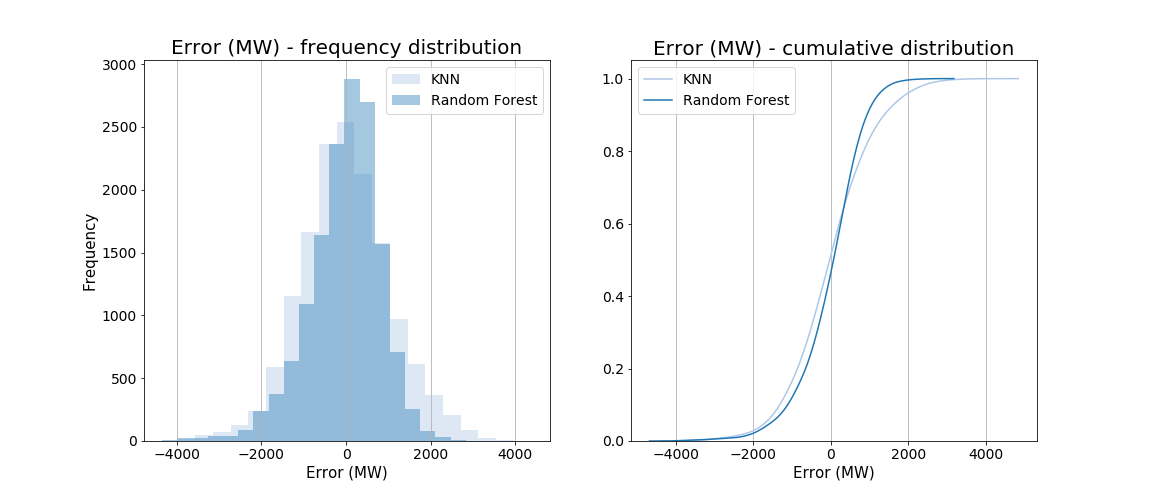 Error (MW) - frequency distribution
3000
2500
2000
1500
1000
500
0
Frequency
−4000
−2000
0
2000
4000
Error (MW)
KNN
Random Forest
Error (MW) - cumulative distribution
1.0
0.8
0.6
0.4
0.2
0.0
−4000
−2000
0
2000
4000
Error (MW)
KNN
Random Forest